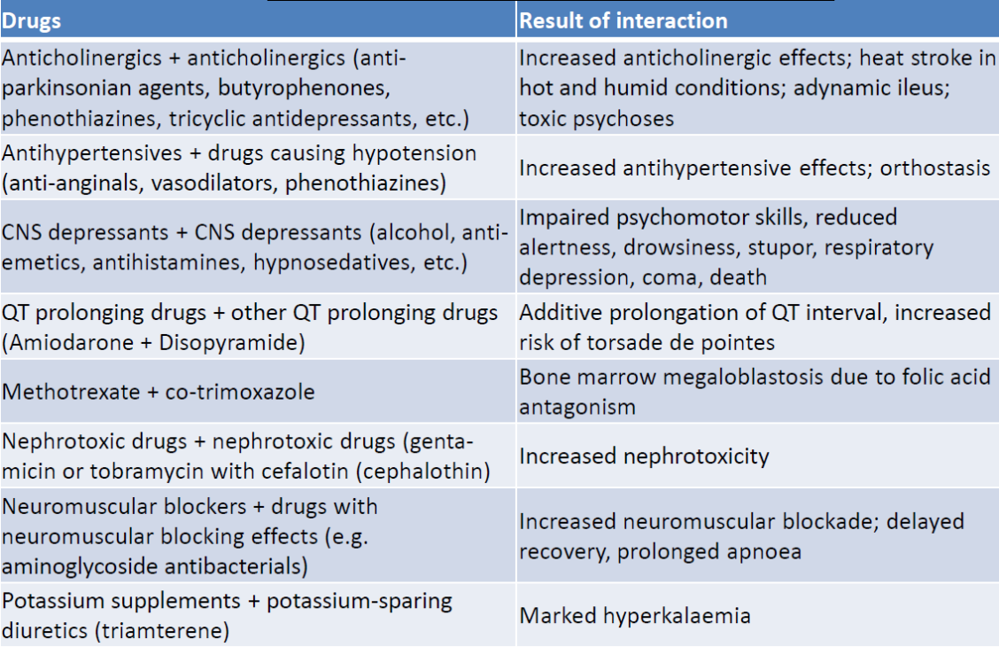 Drugs
Result of interaction
Anticholinergics + anticholinergics (anti-
parkinsonian agents, butyrophenones,
phenothiazines, tricyclic antidepressants, etc.)
Increased anticholinergic effects; heat stroke in
hot and humid conditions; adynamic ileus;
toxic psychoses
Antihypertensives + drugs causing hypotension
(anti-anginals, vasodilators, phenothiazines)
Increased antihypertensive effects; orthostasis
CNS depressants + CNS depressants (alcohol, anti-
emetics, antihistamines, hypnosedatives, etc.)
Impaired psychomotor skills, reduced
alertness, drowsiness, stupor, respiratory
depression, coma, death
QT prolonging drugs + other QT prolonging drugs
(Amiodarone + Disopyramide)
Additive prolongation of QT interval, increased
risk of torsade de pointes
Methotrexate + co-trimoxazole
Bone marrow megaloblastosis due to folic acid
antagonism
Nephrotoxic drugs + nephrotoxic drugs (genta-
micin or tobramycin with cefalotin (cephalothin)
Increased nephrotoxicity
Neuromuscular blockers + drugs with
neuromuscular blocking effects (e.g.
aminoglycoside antibacterials)
Increased neuromuscular blockade; delayed
recovery, prolonged apnoea
Potassium supplements + potassium-sparing
diuretics (triamterene)
Marked hyperkalaemia